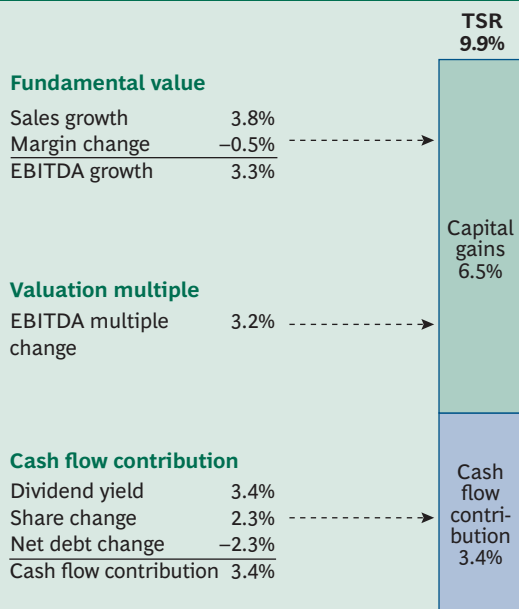 TSR
9.9%
Fundamental value
Sales growth 3.8%
Margin change –0.5%
EBITDA growth 3.3%
Capital
gains
6.5%
Valuation multiple
EBITDA multiple 3.2%
change
Cash flow contribution
Dividend yield 3.4%
Share change 2.3%
Net debt change –2.3%
Cash flow contribution 3.4%
Cash
flow
contri-
bution
3.4%